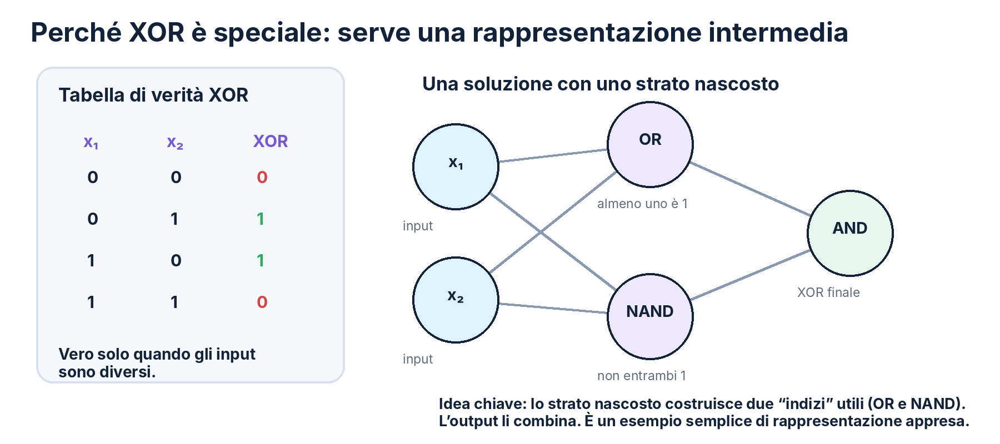 Perché XOR è speciale: serve una rappresentazione intermedia
Tabella di verità XOR
x₁ x₂ XOR
0 0 0
0 1 1
1 0 1
1 1 0
Vero solo quando gli input
sono diversi.
Una soluzione con uno strato nascosto
x₁
input
x₂
input
OR
almeno uno è 1
NAND
non entrambi 1
AND
XOR finale
Idea chiave: lo strato nascosto costruisce due “indizi” utili (OR e NAND).
L’output li combina. È un esempio semplice di rappresentazione appresa.